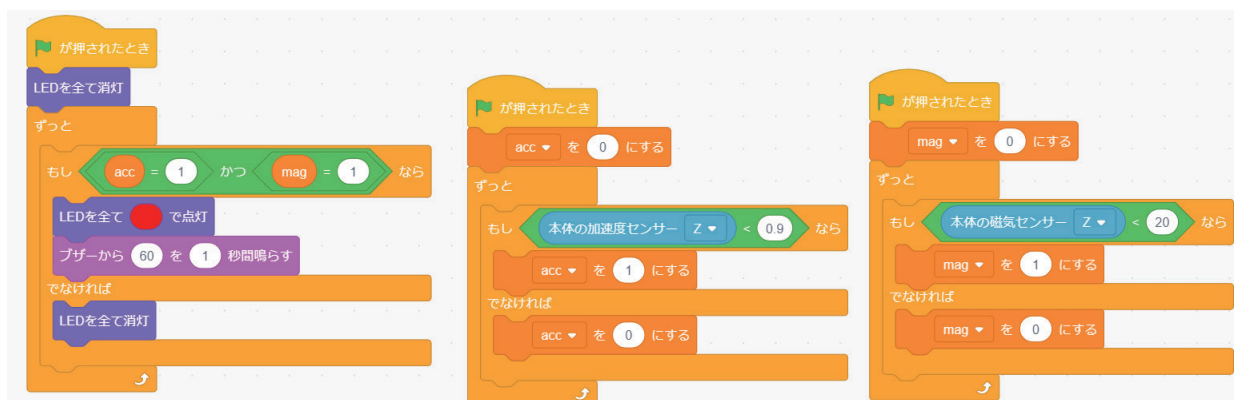 が押されたとき
LEDを全て消灯
ずっと
もし acc = 1 かつ mag = 1 なら
LEDを全て で点灯
ブザーから 60 を 1 秒間鳴らす
でなければ
LEDを全て消灯
が押されたとき
acc を 0 にする
ずっと
もし 本体の加速度センサー Z < 0.9 なら
acc を 1 にする
でなければ
acc を 0 にする
が押されたとき
mag を 0 にする
ずっと
もし 本体の磁気センサー Z < 20 なら
mag を 1 にする
でなければ
mag を 0 にする